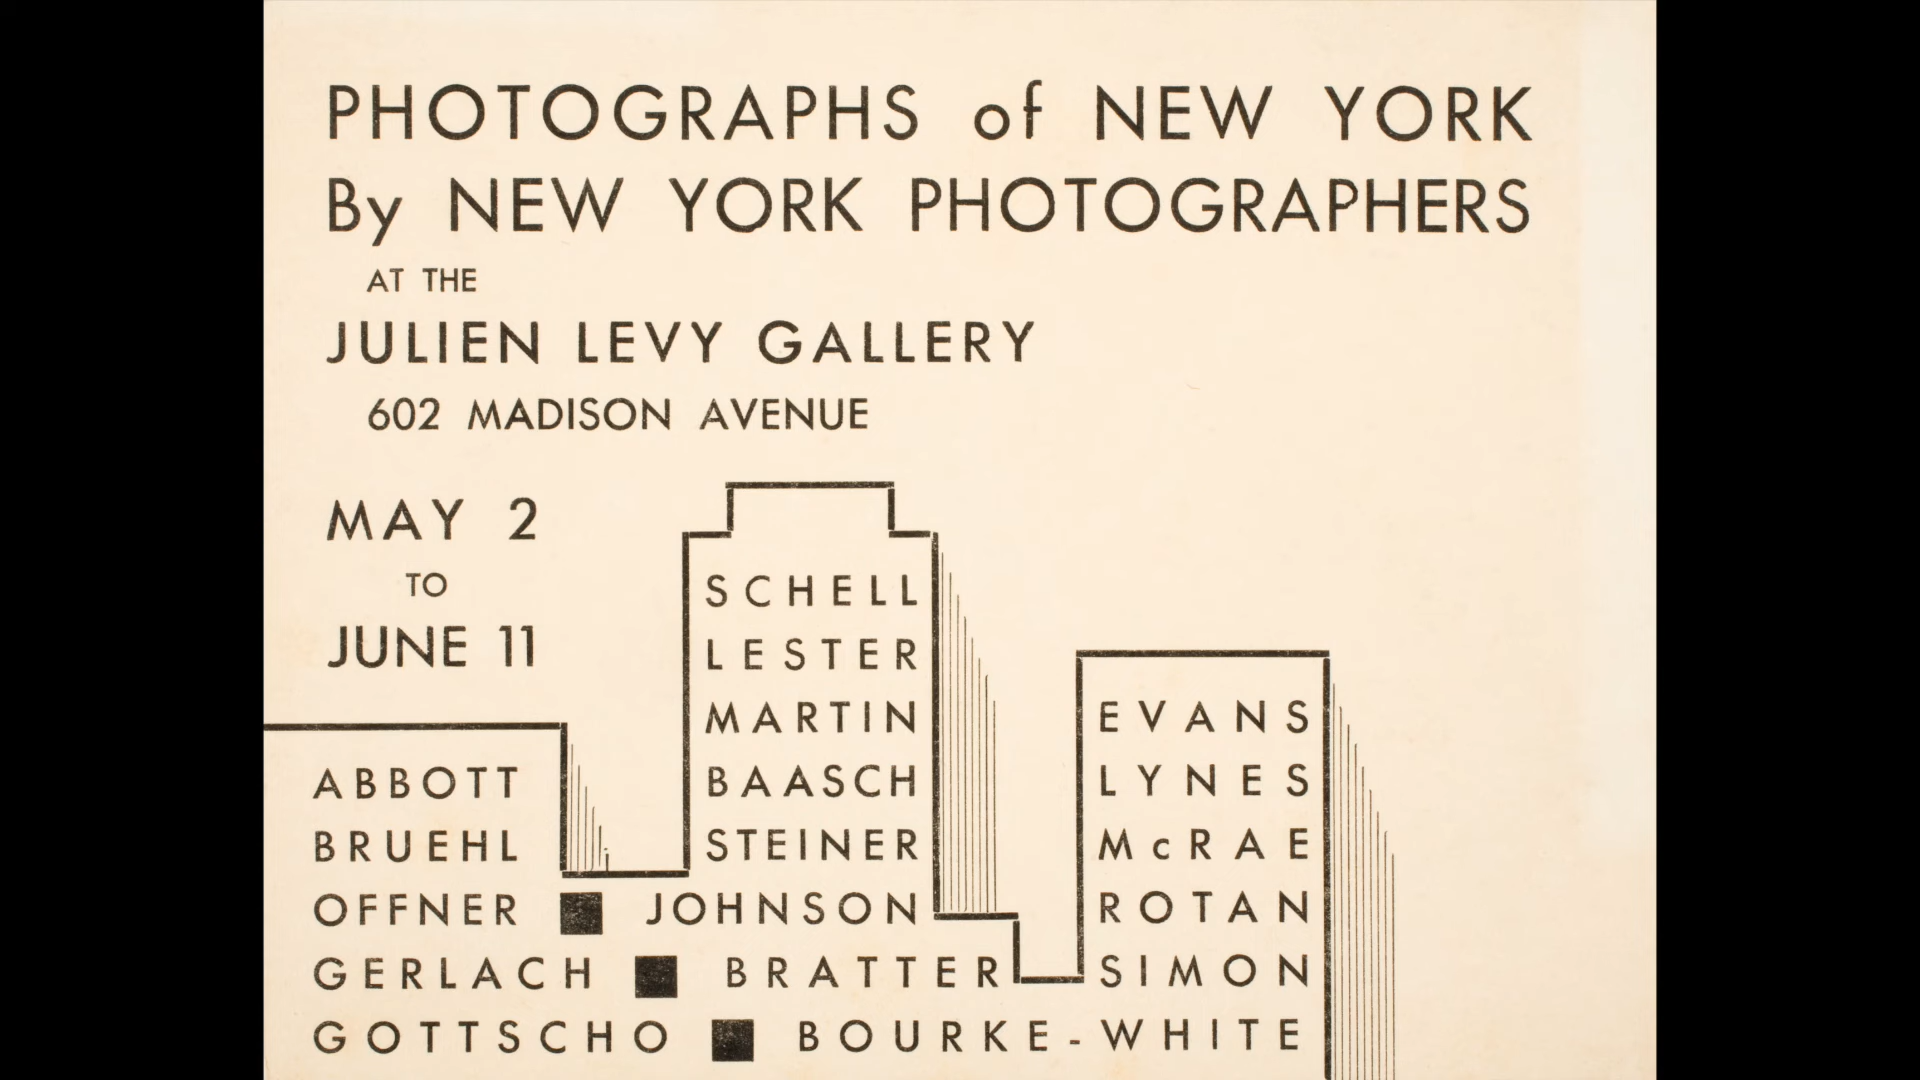 PHOTOGRAPHS of NEW YORK
By NEW YORK PHOTOGRAPHERS
AT THE
JULIEN LEVY GALLERY
602 MADISON AVENUE
MAY 2
TO
JUNE 11
ABBOTT
BRUEHL
OFFNER ■ JOHNSON
GERLACH ■ BRATTER
GOTTSCHO ■ BOURKE-WHITE
SCHELL
LESTER
MARTIN
BAASCH
STEINER
EVANS
LYNES
McRAE
ROTAN
SIMON